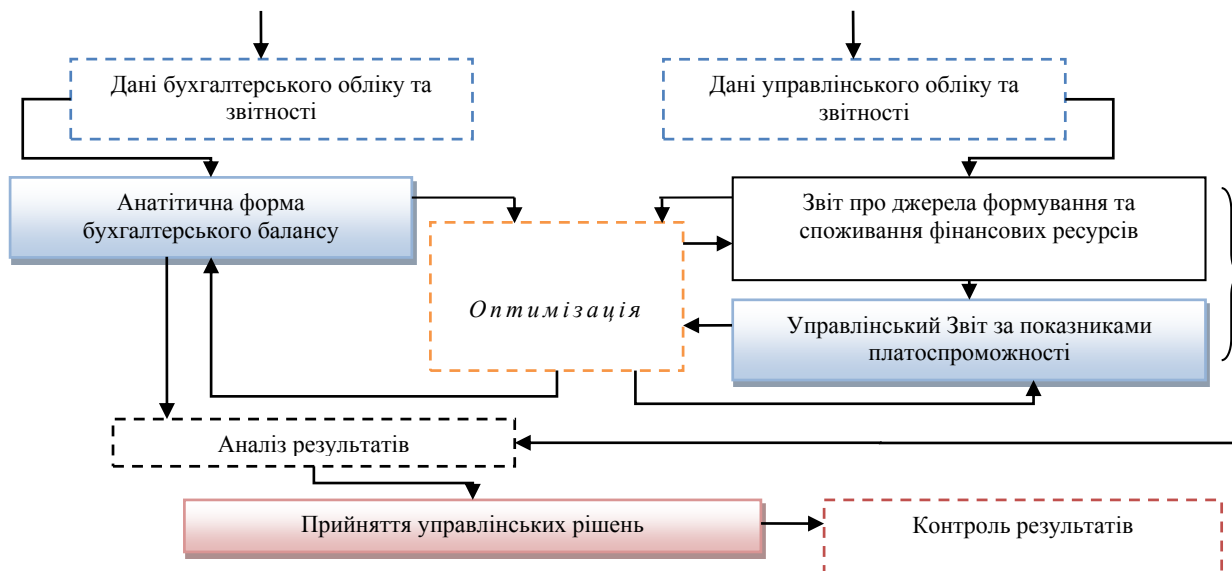 Дані бухгалтерського обліку та
звітності
Дані управлінського обліку та
звітності
Анатітична форма
бухгалтерського балансу
Звіт про джерела формування та
споживання фінансових ресурсів
Оптимізація
Управлінський Звіт за показниками
платоспроможності
Аналіз результатів
Прийняття управлінських рішень
Контроль результатів